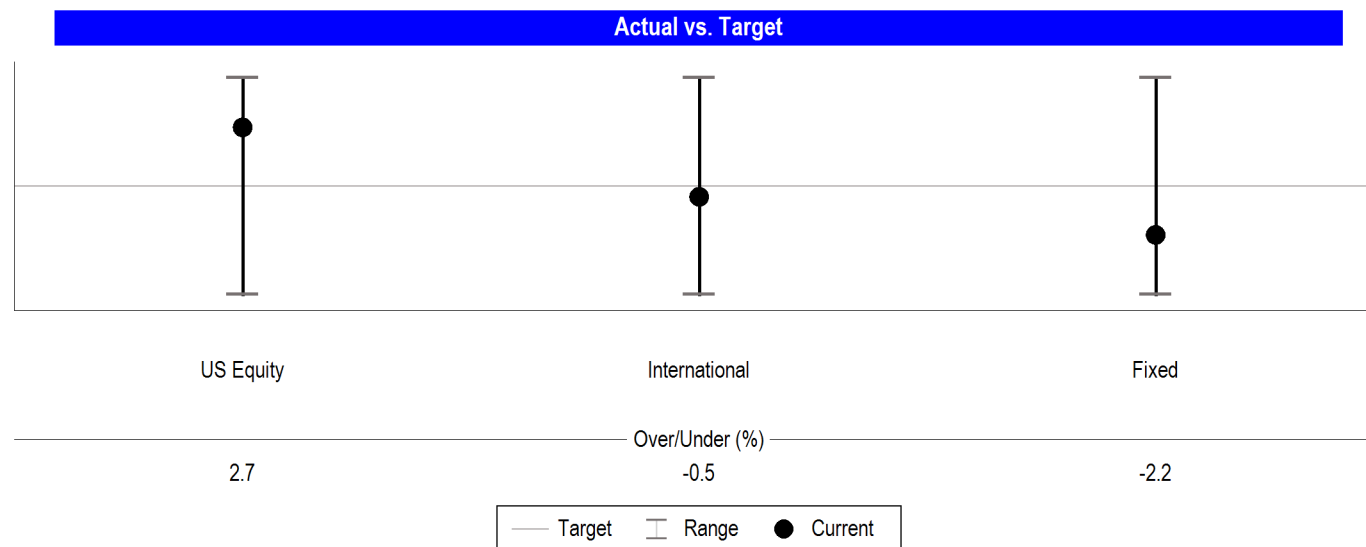 Actual vs. Target
US Equity International Fixed
Over/Under (%)
2.7 -0.5 -2.2
Target Range Current